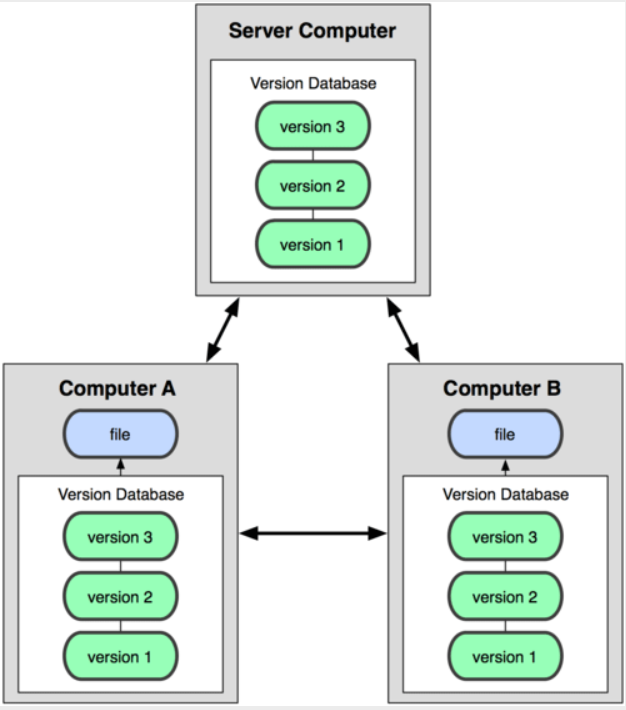 Server Computer
Version Database
version 3
version 2
version 1
Computer A
file
Version Database
version 3
version 2
version 1
Computer B
file
Version Database
version 3
version 2
version 1